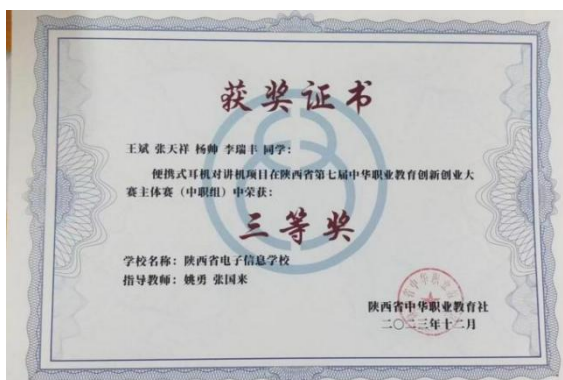 获奖证书
王斌 张天祥 杨帅 李瑞丰 同学：
便携式耳机对讲机项目在陕西省第七届中华职业教育创新创业大
赛主体赛（中职组）中荣获：
三等奖
学校名称：陕西省电子信息学校
指导教师：姚勇 张国来
陕西省中华职业教育社
二〇二三年十二月